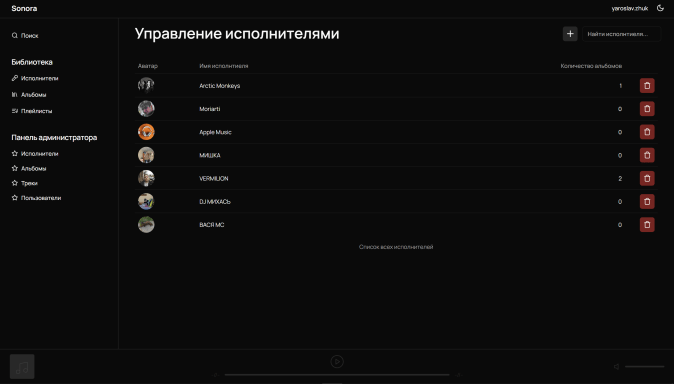 Sonora
yaroslav.zhuk
Поиск
Библиотека
Исполнители
Альбомы
Плейлисты
Панель администратора
Исполнители
Альбомы
Треки
Пользователи
Управление исполнителями
Найти исполнителя...
Аватар Имя исполнителя Количество альбомов
Arctic Monkeys 1
Moriarti 0
Apple Music 0
МИШКА 0
VERMILION 2
DJ МИХАСЬ 0
ВАСЯ МС 0
Список всех исполнителей